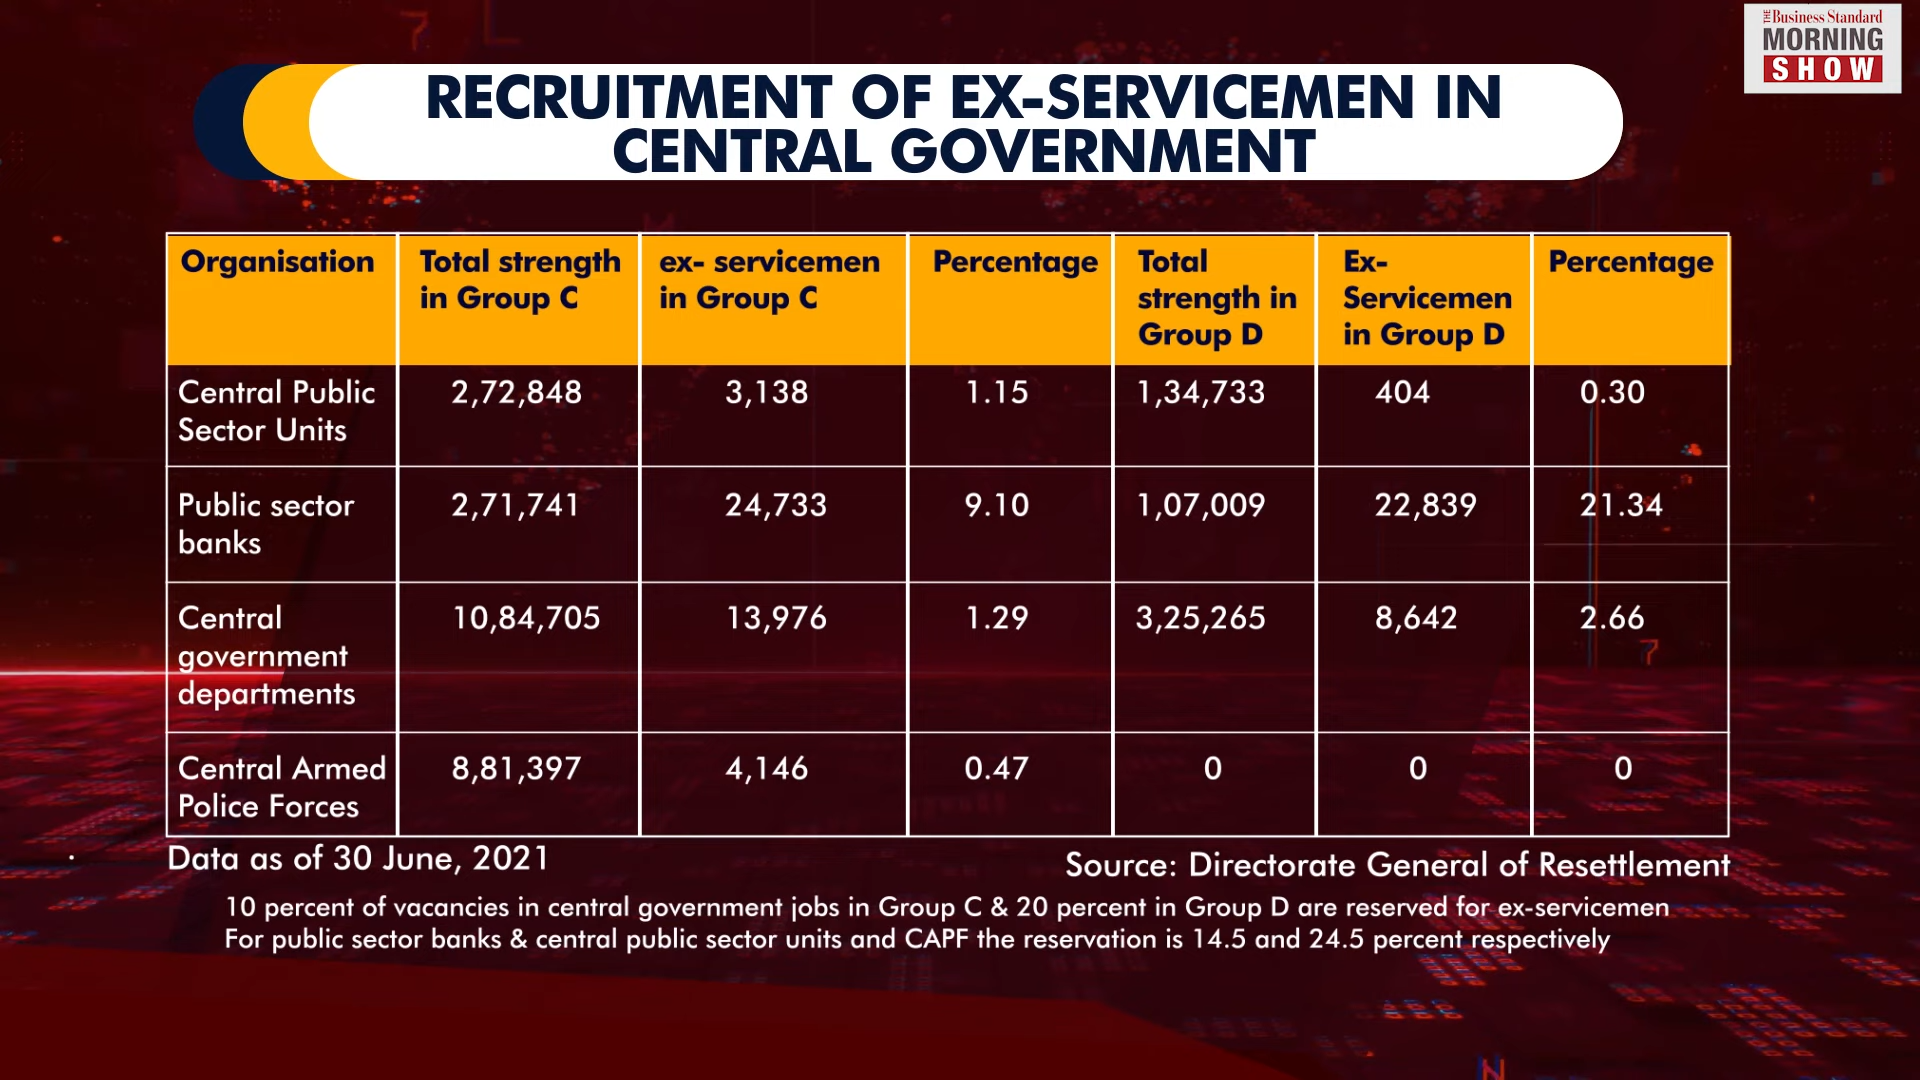 THE Business Standard
MORNING
SHOW
RECRUITMENT OF EX-SERVICEMEN IN
CENTRAL GOVERNMENT
Organisation
Total strength
in Group C
ex- servicemen
in Group C
Percentage
Total
strength in
Group D
Ex-
Servicemen
in Group D
Percentage
Central Public
Sector Units
2,72,848
3,138
1.15
1,34,733
404
0.30
Public sector
banks
2,71,741
24,733
9.10
1,07,009
22,839
21.34
Central
government
departments
10,84,705
13,976
1.29
3,25,265
8,642
2.66
Central Armed
Police Forces
8,81,397
4,146
0.47
0
0
0
Data as of 30 June, 2021
Source: Directorate General of Resettlement
10 percent of vacancies in central government jobs in Group C & 20 percent in Group D are reserved for ex-servicemen
For public sector banks & central public sector units and CAPF the reservation is 14.5 and 24.5 percent respectively